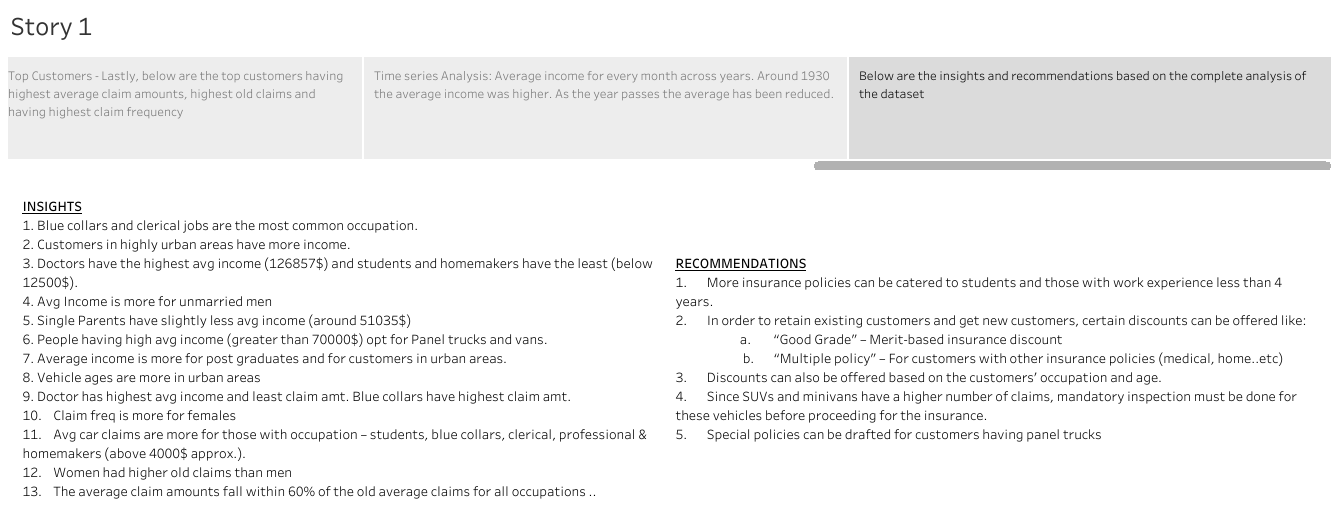 Story 1
Top Customers - Lastly, below are the top customers having
highest average claim amounts, highest old claims and
having highest claim frequency
Time series Analysis: Average income for every month across years. Around 1930
the average income was higher. As the year passes the average has been reduced.
Below are the insights and recommendations based on the complete analysis of
the dataset
INSIGHTS
1. Blue collars and clerical jobs are the most common occupation.
2. Customers in highly urban areas have more income.
3. Doctors have the highest avg income (126857$) and students and homemakers have the least (below
12500$).
4. Avg Income is more for unmarried men
5. Single Parents have slightly less avg income (around 51035$)
6. People having high avg income (greater than 70000$) opt for Panel trucks and vans.
7. Average income is more for post graduates and for customers in urban areas.
8. Vehicle ages are more in urban areas
9. Doctor has highest avg income and least claim amt. Blue collars have highest claim amt.
10. Claim freq is more for females
11. Avg car claims are more for those with occupation – students, blue collars, clerical, professional &
homemakers (above 4000$ approx.).
12. Women had higher old claims than men
13. The average claim amounts fall within 60% of the old average claims for all occupations ..
RECOMMENDATIONS
1. More insurance policies can be catered to students and those with work experience less than 4
years.
2. In order to retain existing customers and get new customers, certain discounts can be offered like:
a. “Good Grade” – Merit-based insurance discount
b. “Multiple policy” – For customers with other insurance policies (medical, home..etc)
3. Discounts can also be offered based on the customers’ occupation and age.
4. Since SUVs and minivans have a higher number of claims, mandatory inspection must be done for
these vehicles before proceeding for the insurance.
5. Special policies can be drafted for customers having panel trucks